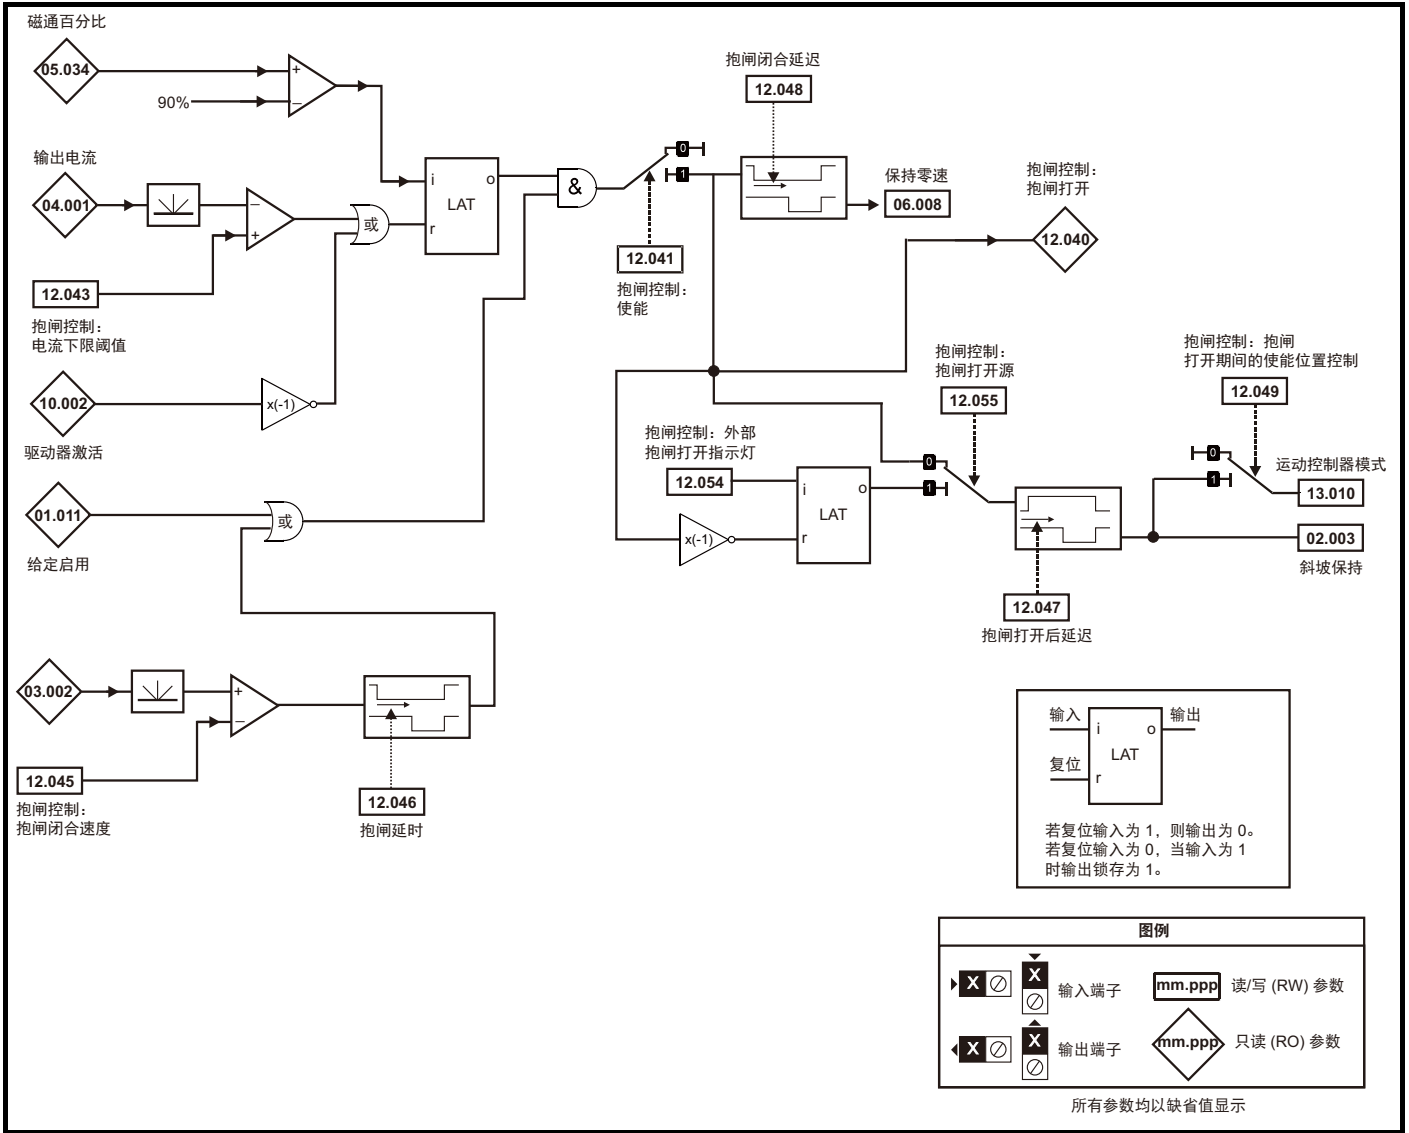 磁通百分比
05.034
+
90%
−
输出电流
04.001
−
+
或
12.043
抱闸控制：
电流下限阈值
10.002
x(-1)
驱动器激活
01.011
给定启用
或
i
o
LAT
r
&
0
1
12.041
抱闸控制：
使能
抱闸闭合延迟
12.048
保持零速
06.008
抱闸控制：
抱闸打开
12.040
抱闸控制：外部
抱闸打开指示灯
12.054
x(-1)
i
o
LAT
r
抱闸控制：
抱闸打开源
12.055
0
1
12.047
抱闸打开后延迟
抱闸控制：抱闸
打开期间的使能位置控制
12.049
0
1
运动控制器模式
13.010
02.003
斜坡保持
03.002
+
−
12.045
抱闸控制：
抱闸闭合速度
12.046
抱闸延时
输入
输出
i
o
LAT
复位
r
若复位输入为 1，则输出为 0。
若复位输入为 0，当输入为 1
时输出锁存为 1。
图例
X
X
输入端子
mm.ppp
读/写 (RW) 参数
X
X
输出端子
mm.ppp
只读 (RO) 参数
所有参数均以缺省值显示